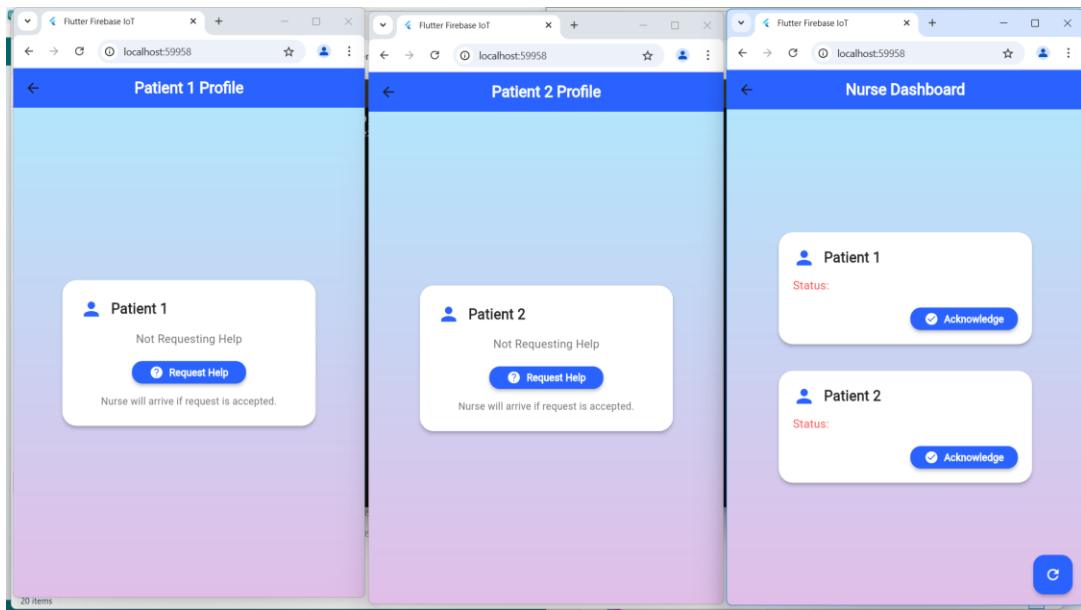 Flutter Firebase IoT
localhost:59958
Patient 1 Profile
Patient 1
Not Requesting Help
Request Help
Nurse will arrive if request is accepted.
20 items
Flutter Firebase IoT
localhost:59958
Patient 2 Profile
Patient 2
Not Requesting Help
Request Help
Nurse will arrive if request is accepted.
Flutter Firebase IoT
localhost:59958
Nurse Dashboard
Patient 1
Status:
Acknowledge
Patient 2
Status:
Acknowledge